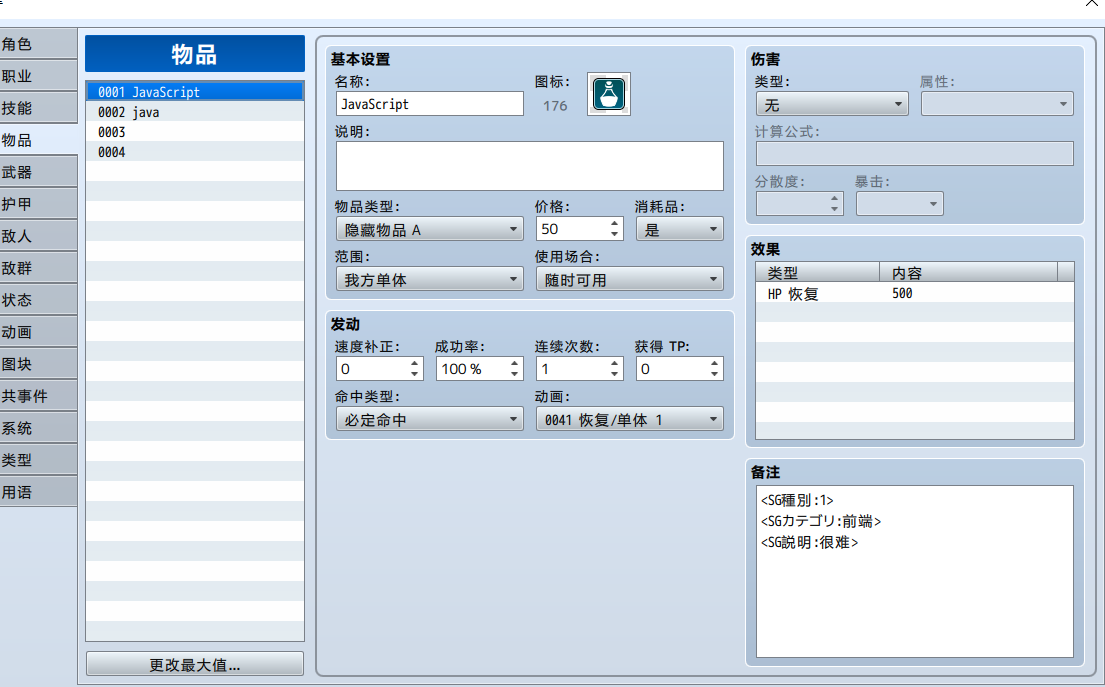 角色
职业
技能
物品
武器
护甲
敌人
敌群
状态
动画
图块
共事件
系统
类型
用语
物品
0001 JavaScript
0002 java
0003
0004
更改最大值...
基本设置
名称: 图标:
JavaScript 176
说明:
物品类型: 价格: 消耗品:
隐藏物品 A 50 是
范围: 使用场合:
我方单体 随时可用
发动
速度补正: 成功率: 连续次数: 获得 TP:
0 100 % 1 0
命中类型: 动画:
必定命中 0041 恢复/单体 1
伤害
类型: 属性:
无
计算公式:
分散度: 暴击:
效果
类型 内容
HP 恢复 500
备注
<SG種別:1>
<SGカテゴリ:前端>
<SG説明:很难>